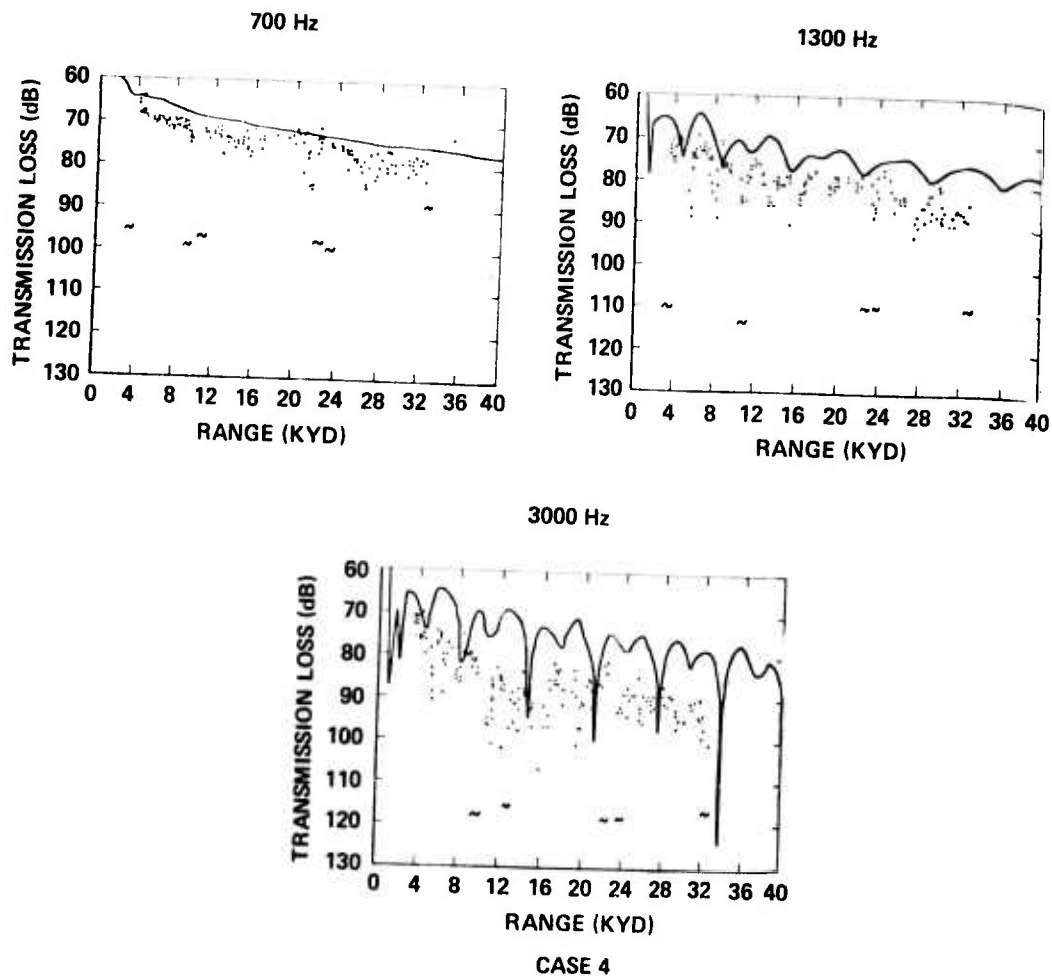 700 Hz
TRANSMISSION LOSS (dB)
60
70
80
90
100
110
120
130
0 4 8 12 16 20 24 28 32 36 40
RANGE (KYD)
1300 Hz
TRANSMISSION LOSS (dB)
60
70
80
90
100
110
120
130
0 4 8 12 16 20 24 28 32 36 40
RANGE (KYD)
3000 Hz
TRANSMISSION LOSS (dB)
60
70
80
90
100
110
120
130
0 4 8 12 16 20 24 28 32 36 40
RANGE (KYD)
CASE 4